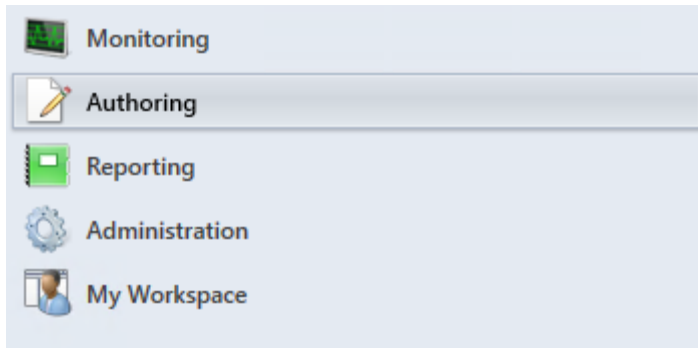 Monitoring
Authoring
Reporting
Administration
My Workspace